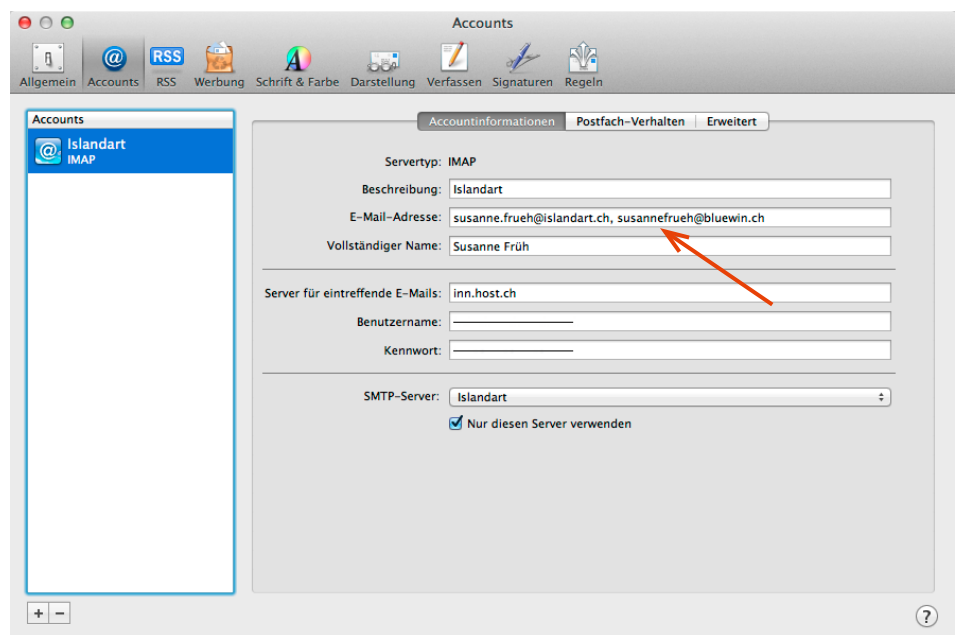 Accounts
RSS
Allgemein Accounts RSS Werbung Schrift & Farbe Darstellung Verfassen Signaturen Regeln
Accounts
Islandart
IMAP
Accountinformationen Postfach-Verhalten Erweitert
Servertyp: IMAP
Beschreibung: Islandart
E-Mail-Adresse: susanne.frueh@islandart.ch, susannefrueh@bluewin.ch
Vollständiger Name: Susanne Früh
Server für eintreffende E-Mails: inn.host.ch
Benutzername:
Kennwort:
SMTP-Server: Islandart
Nur diesen Server verwenden
+ − ?